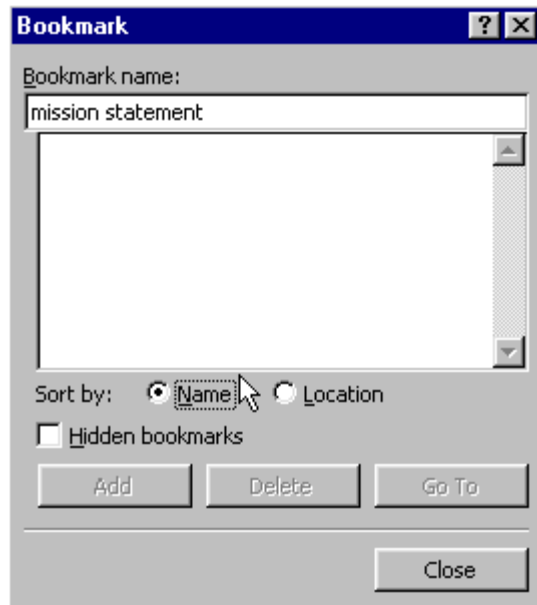 Bookmark
Bookmark name:
mission statement
Sort by: Name Location
Hidden bookmarks
Add Delete Go To
Close